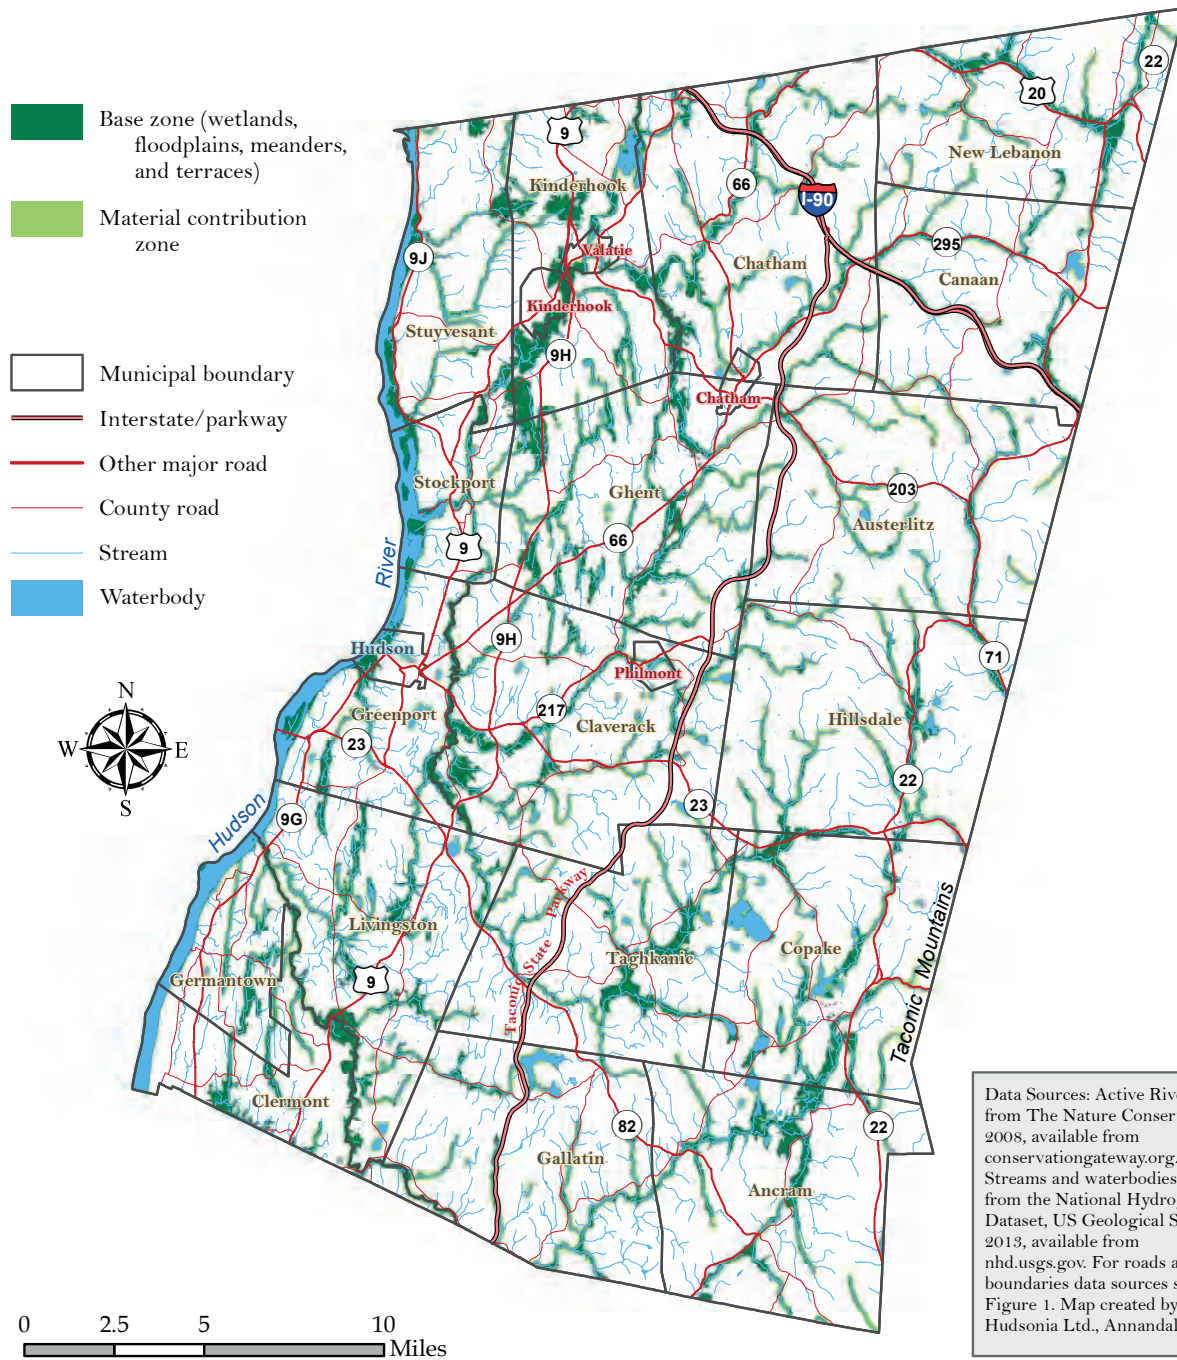 Base zone (wetlands,
floodplains, meanders,
and terraces)
Material contribution
zone
Municipal boundary
Interstate/parkway
Other major road
County road
Stream
Waterbody
N
W
E
S
22
20
New Lebanon
9
Kinderhook
66
I-90
295
Canaan
Chatham
Valatie
9J
Kinderhook
Stuyvesant
9H
Chatham
Stockport
Ghent
203
Austerlitz
66
9
River
Hudson
9H
Philmont
71
217
Claverack
Hillsdale
Greenport
23
22
23
9G
Hudson
Livingston
Taconic State Parkway
Taghkanic
Copake
Germantown
9
Taconic Mountains
Clermont
82
22
Gallatin
Ancram
Data Sources: Active Rive
from The Nature Conser
2008, available from
conservationgateway.org.
Streams and waterbodies
from the National Hydro
Dataset, US Geological S
2013, available from
nhd.usgs.gov. For roads a
boundaries data sources s
Figure 1. Map created by
Hudsonia Ltd., Annandal
0 2.5 5 10
Miles